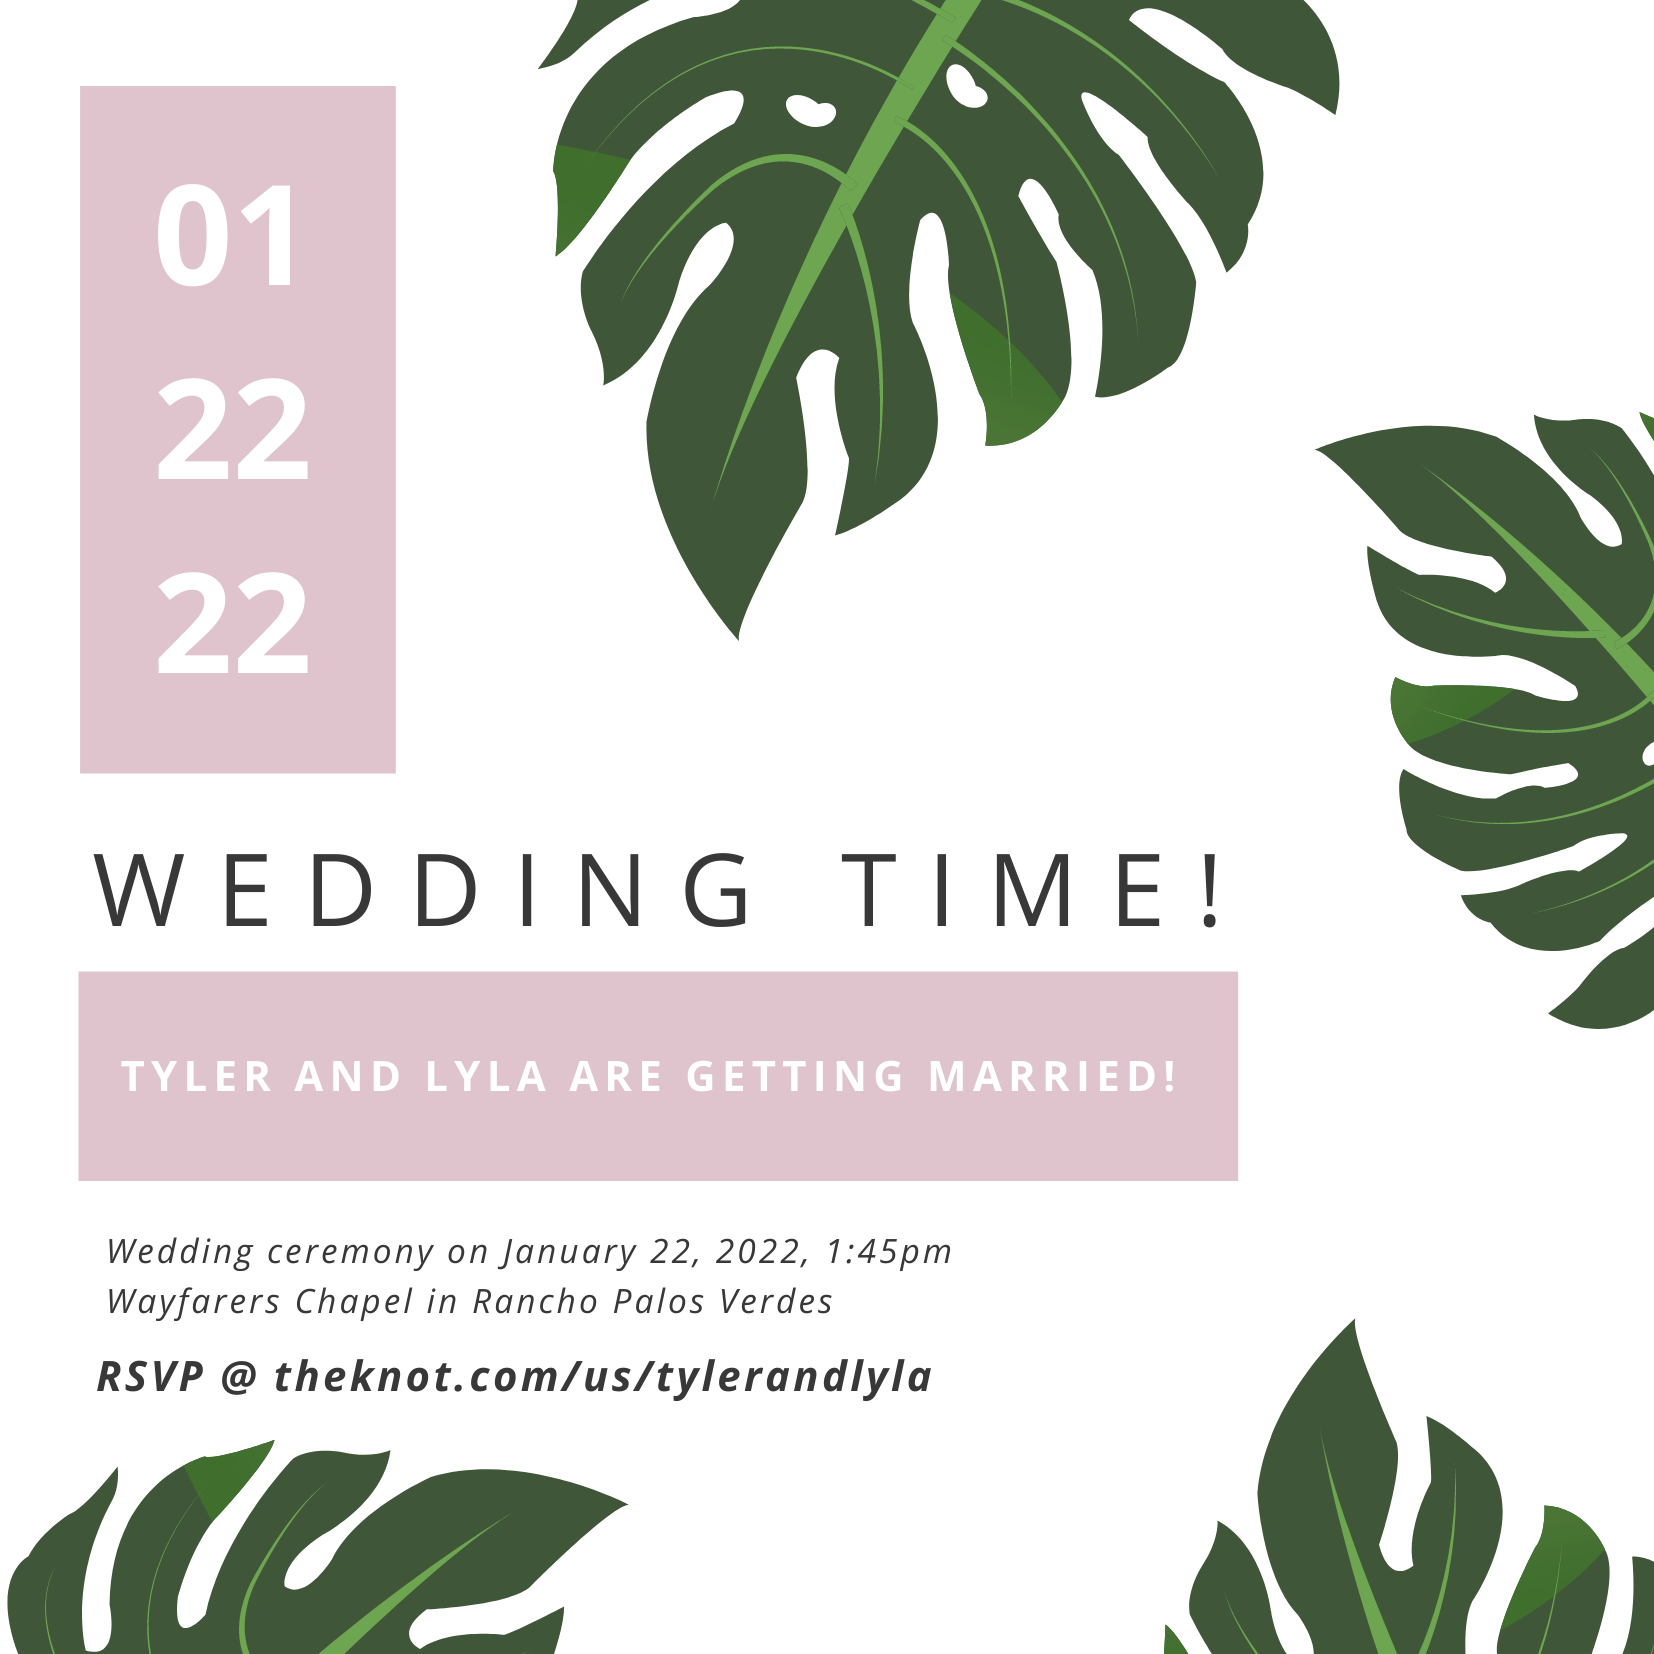 01
22
22
WEDDING TIME!
TYLER AND LYLA ARE GETTING MARRIED!
Wedding ceremony on January 22, 2022, 1:45pm
Wayfarers Chapel in Rancho Palos Verdes
RSVP @ theknot.com/us/tylerandlyla